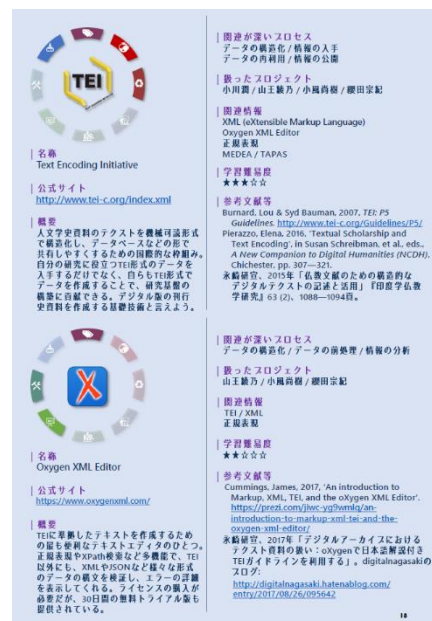 TEI
| 名称
Text Encoding Initiative
| 公式サイト
http://www.tei-c.org/index.xml
| 概要
人文学史資料のテクストを機械可読形式
で構造化し、データベースなどの形で
共有しやすくするための国際的な枠組み。
自分の研究に役立つTEI形式のデータを
入手するだけでなく、自らもTEI形式で
データを作成することで、研究基盤の
構築に貢献できる。デジタル版の刊行
史資料を作成する基礎技術と言えよう。
| 関連が深いプロセス
データの構造化 / 情報の入手
データの再利用 / 情報の公開
| 扱ったプロジェクト
小川潤 / 山王綾乃 / 小風尚樹 / 櫻田宗紀
| 関連情報
XML (eXtensible Markup Language)
Oxygen XML Editor
正規表現
MEDEA / TAPAS
| 学習難易度
★★★☆☆
| 参考文献等
Burnard, Lou & Syd Bauman, 2007, TEI: P5
Guidelines. http://www.tei-c.org/Guidelines/P5/
Pierazzo, Elena, 2016, 'Textual Scholarship and
Text Encoding', in Susan Schreibman, et al., eds.,
A New Companion to Digital Humanities (NCDH).
Chichester, pp. 307—321.
永崎研宣、2015年「仏教文献のための構造的な
デジタルテクストの記述と活用」『印度学仏教
学研究』63 (2)、1088—1094頁。
X
| 名称
Oxygen XML Editor
| 公式サイト
https://www.oxygenxml.com/
| 概要
TEIに準拠したテキストを作成するため
の最も便利なテキストエディタのひとつ。
正規表現やXPath検索など多機能で、TEI
以外にも、XMLやJSONなど様々な形式
のデータの構文を検証し、エラーの詳細
を表示してくれる。ライセンスの購入が
必要だが、30日間の無料トライアル版も
提供されている。
| 関連が深いプロセス
データの構造化 / データの前処理 / 情報の分析
| 扱ったプロジェクト
山王綾乃 / 小風尚樹 / 櫻田宗紀
| 関連情報
TEI / XML
正規表現
| 学習難易度
★★☆☆☆
| 参考文献等
Cummings, James, 2017, 'An introduction to
Markup, XML, TEI, and the oXygen XML Editor'.
https://prezi.com/jiwc-yg9wmlq/an-
introduction-to-markup-xml-tei-and-the-
oxygen-xml-editor/
永崎研宣、2017年「デジタルアーカイスにおける
テクスト資料の扱い：oXygenで日本語解説付き
TEIガイドラインを利用する」。digitalnagasakiの
ブログ:
http://digitalnagasaki.hatenablog.com/
entry/2017/08/26/095642
18